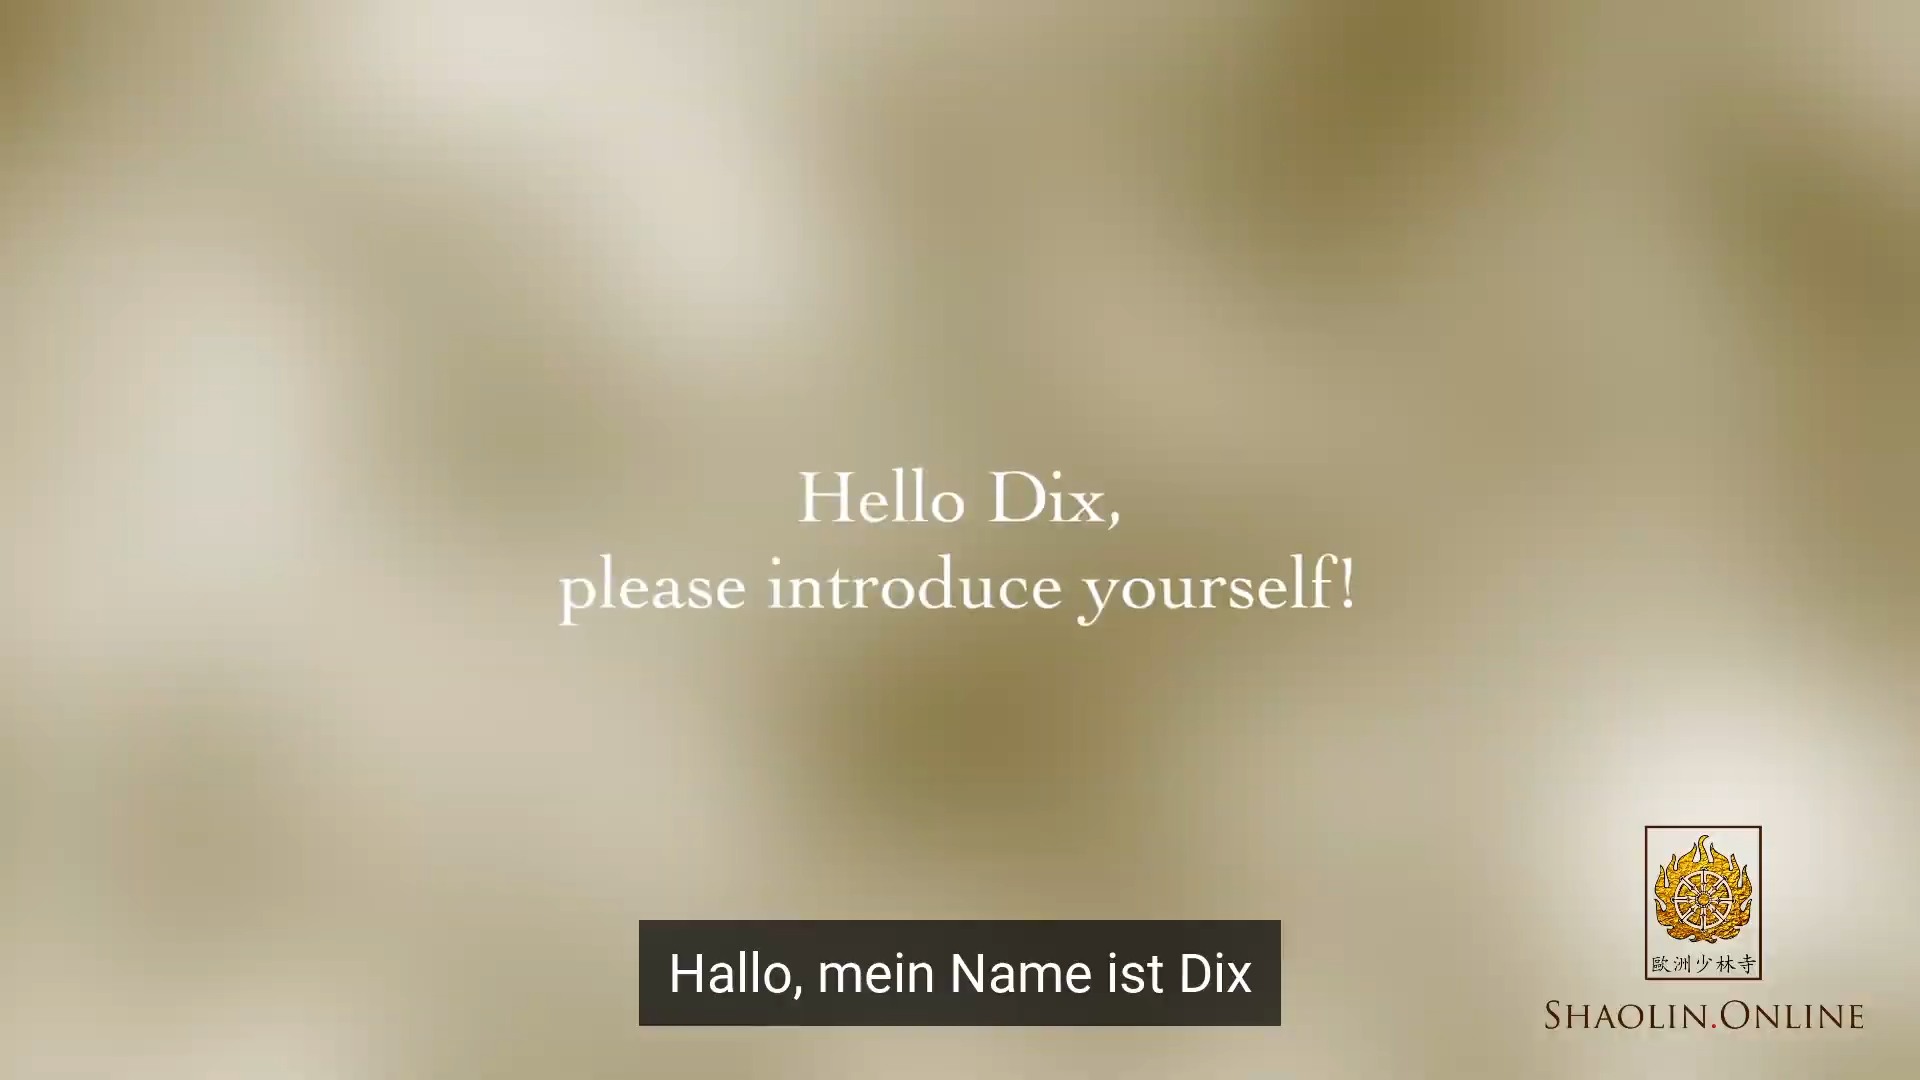 Hello Dix,
please introduce yourself!
Hallo, mein Name ist Dix
歐洲少林寺
SHAOLIN.ONLINE